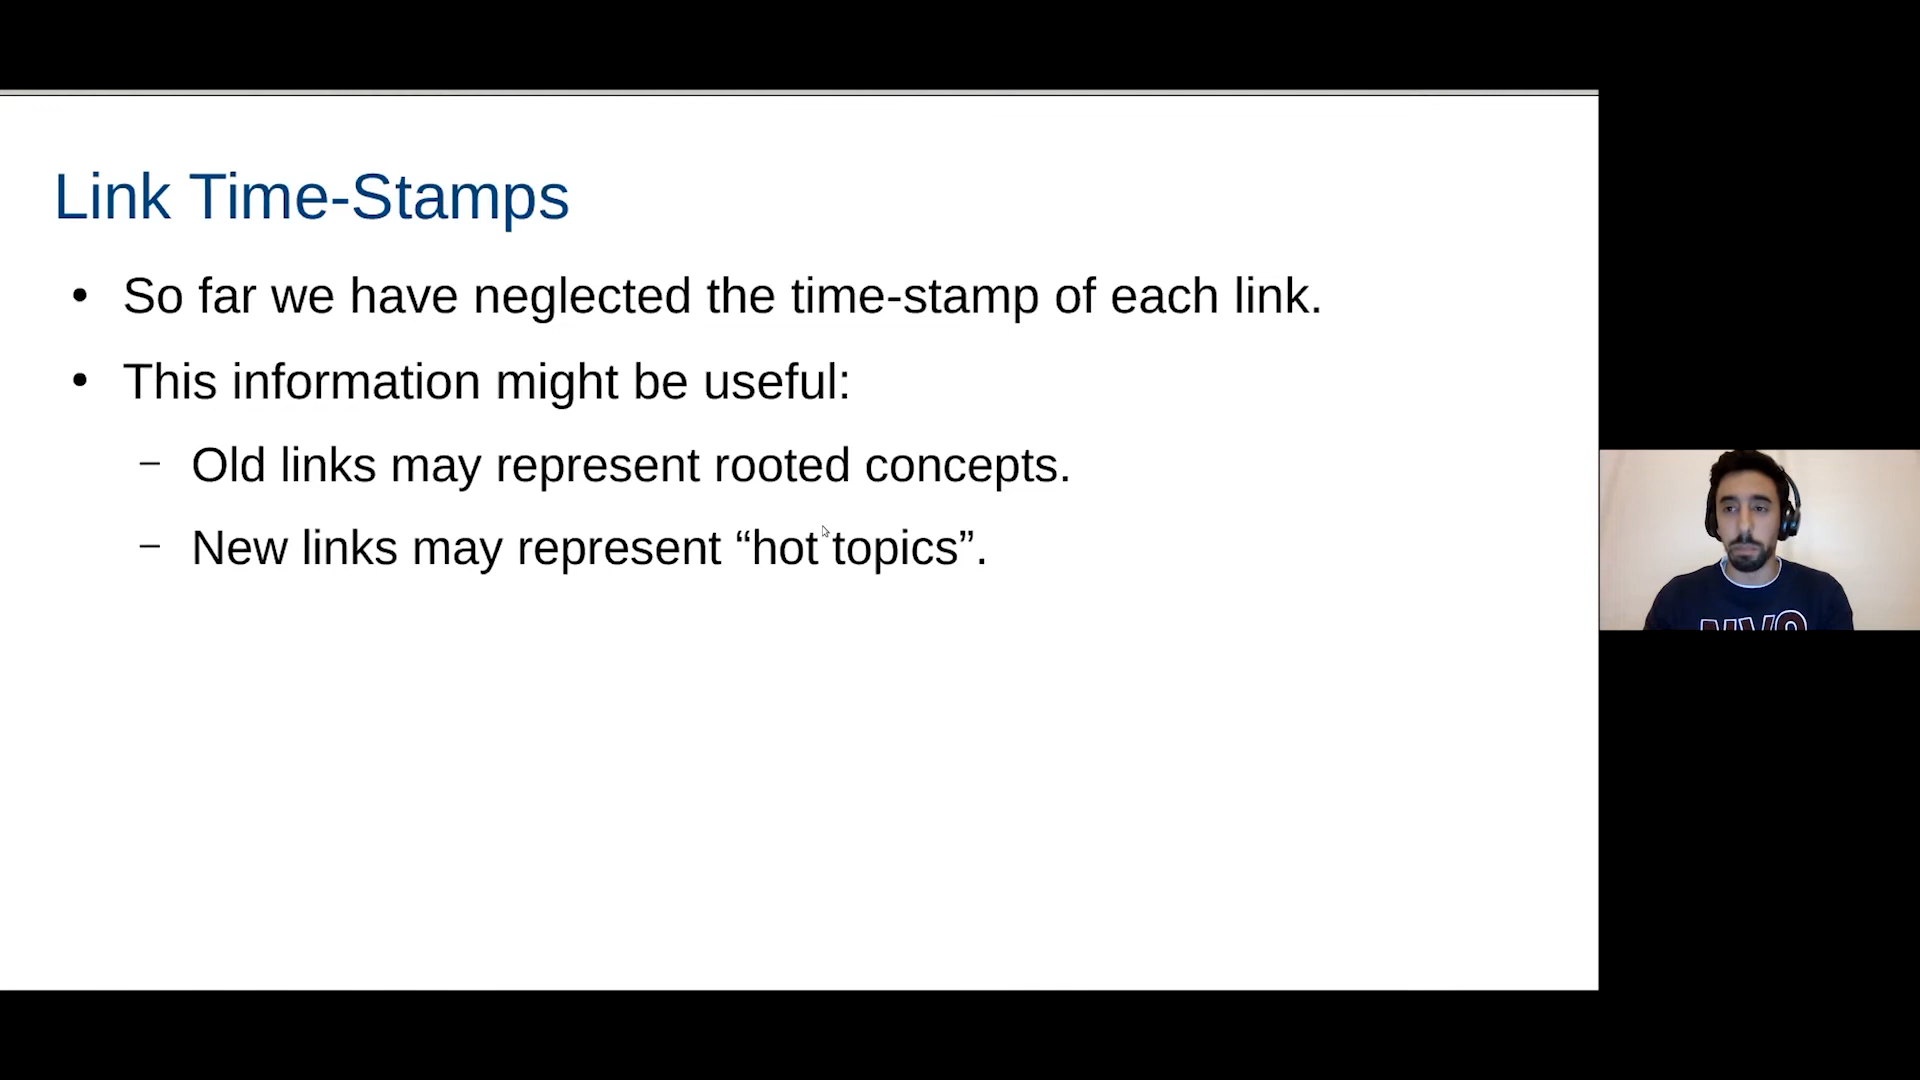 Link Time-Stamps
• So far we have neglected the time-stamp of each link.
• This information might be useful:
– Old links may represent rooted concepts.
– New links may represent “hot topics”.